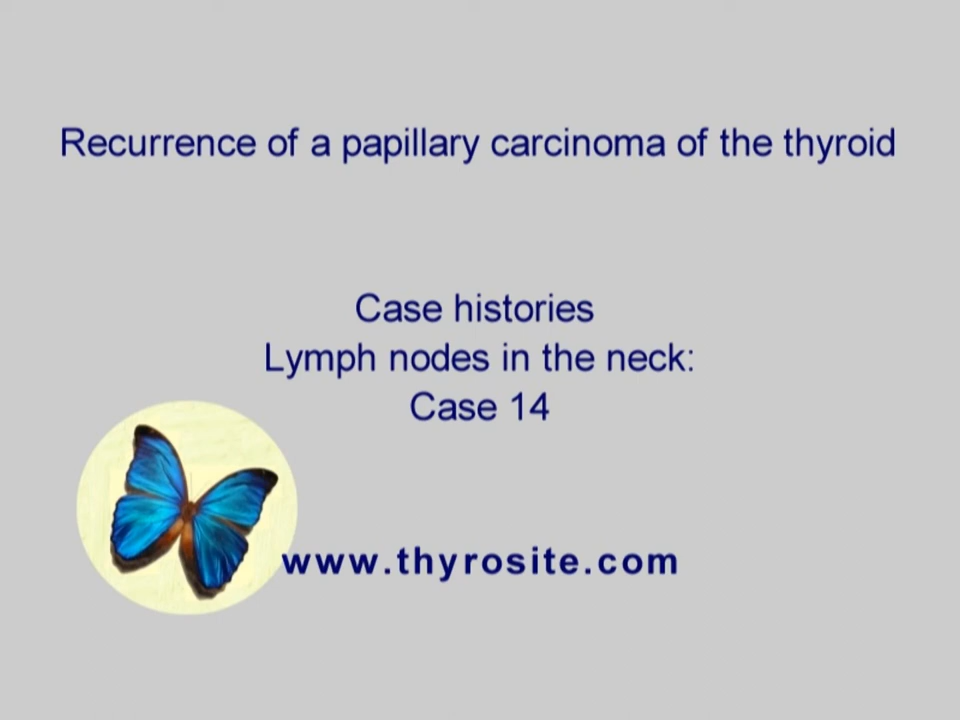 Recurrence of a papillary carcinoma of the thyroid
Case histories
Lymph nodes in the neck:
Case 14
www.thyrosite.com